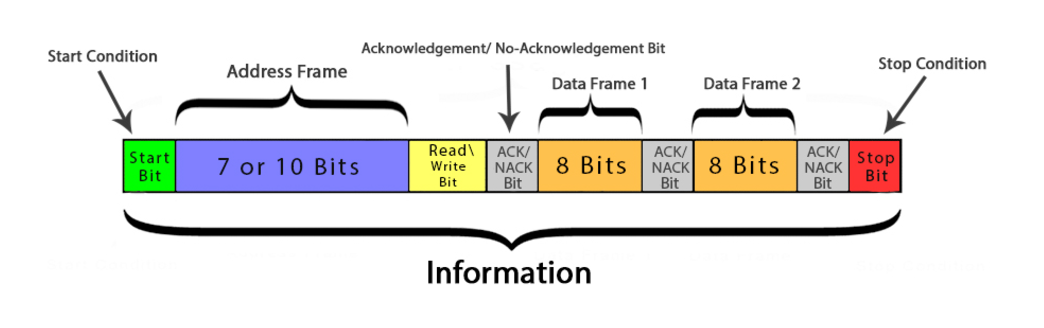 Start Condition
Acknowledgement/ No-Acknowledgement Bit
Stop Condition
Address Frame
Data Frame 1
Data Frame 2
Start
Bit
7 or 10 Bits
Read\
Write
Bit
ACK/
NACK
Bit
8 Bits
ACK/
NACK
Bit
8 Bits
ACK/
NACK
Bit
Stop
Bit
Information